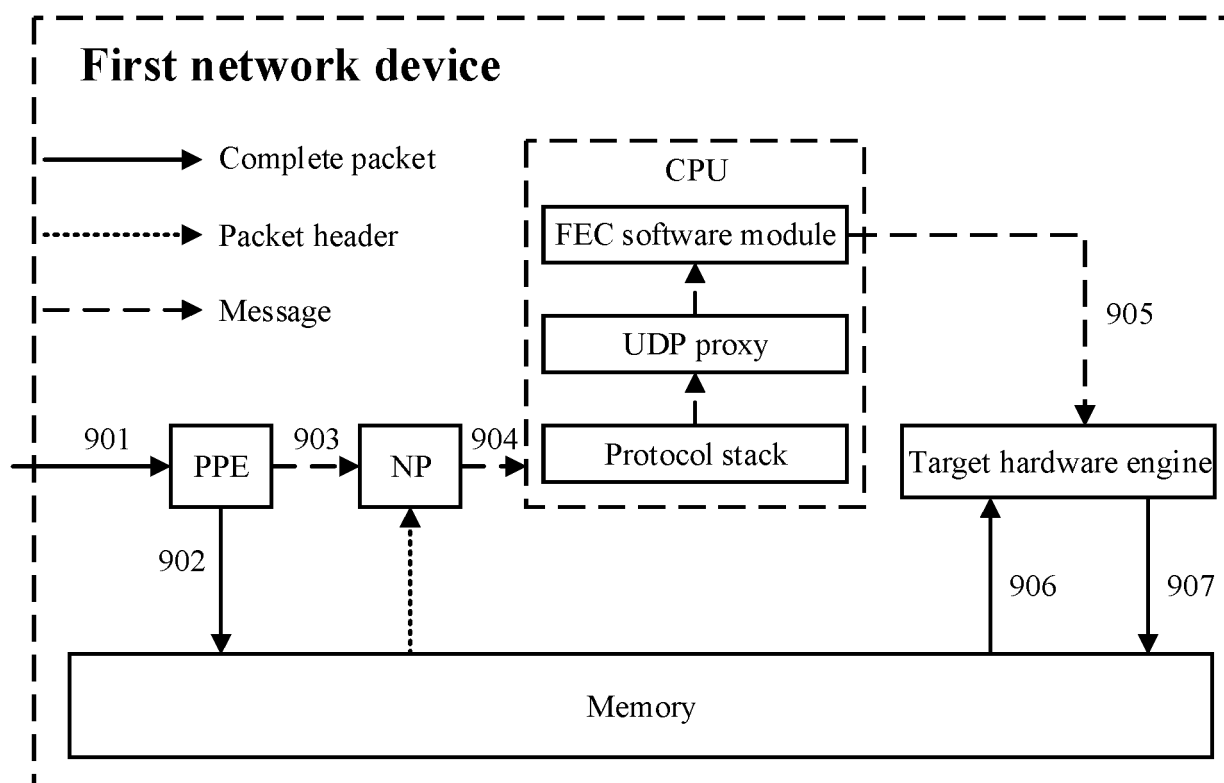 First network device
Complete packet
Packet header
Message
CPU
FEC software module
UDP proxy
Protocol stack
905
901
PPE
903
NP
904
Target hardware engine
902
906
907
Memory